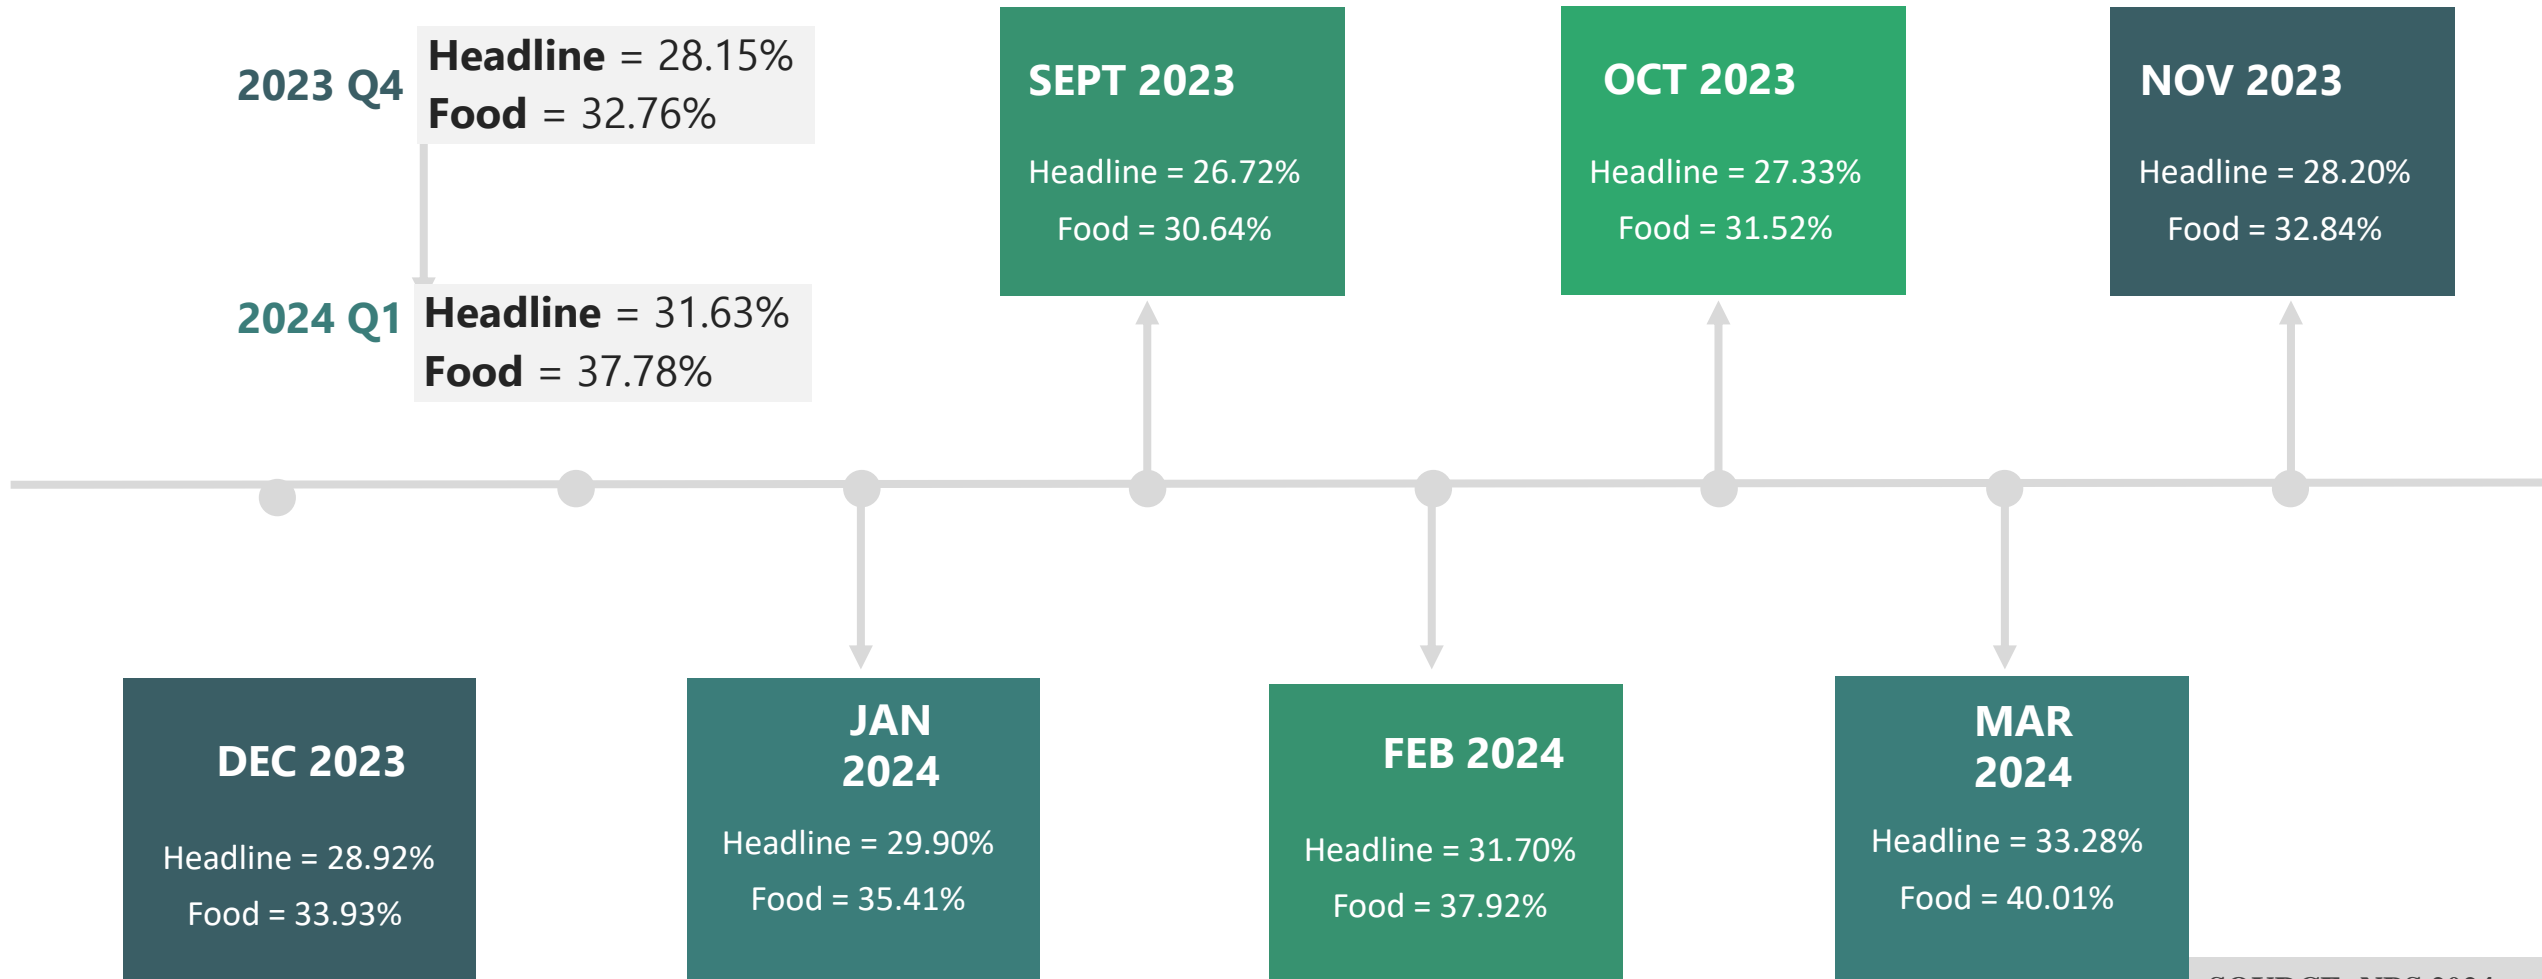 2023 Q4
Headline = 28.15%
Food = 32.76%
2024 Q1
Headline = 31.63%
Food = 37.78%
SEPT 2023
Headline = 26.72%
Food = 30.64%
OCT 2023
Headline = 27.33%
Food = 31.52%
NOV 2023
Headline = 28.20%
Food = 32.84%
DEC 2023
Headline = 28.92%
Food = 33.93%
JAN
2024
Headline = 29.90%
Food = 35.41%
FEB 2024
Headline = 31.70%
Food = 37.92%
MAR
2024
Headline = 33.28%
Food = 40.01%
SOURCE: NBS 2024